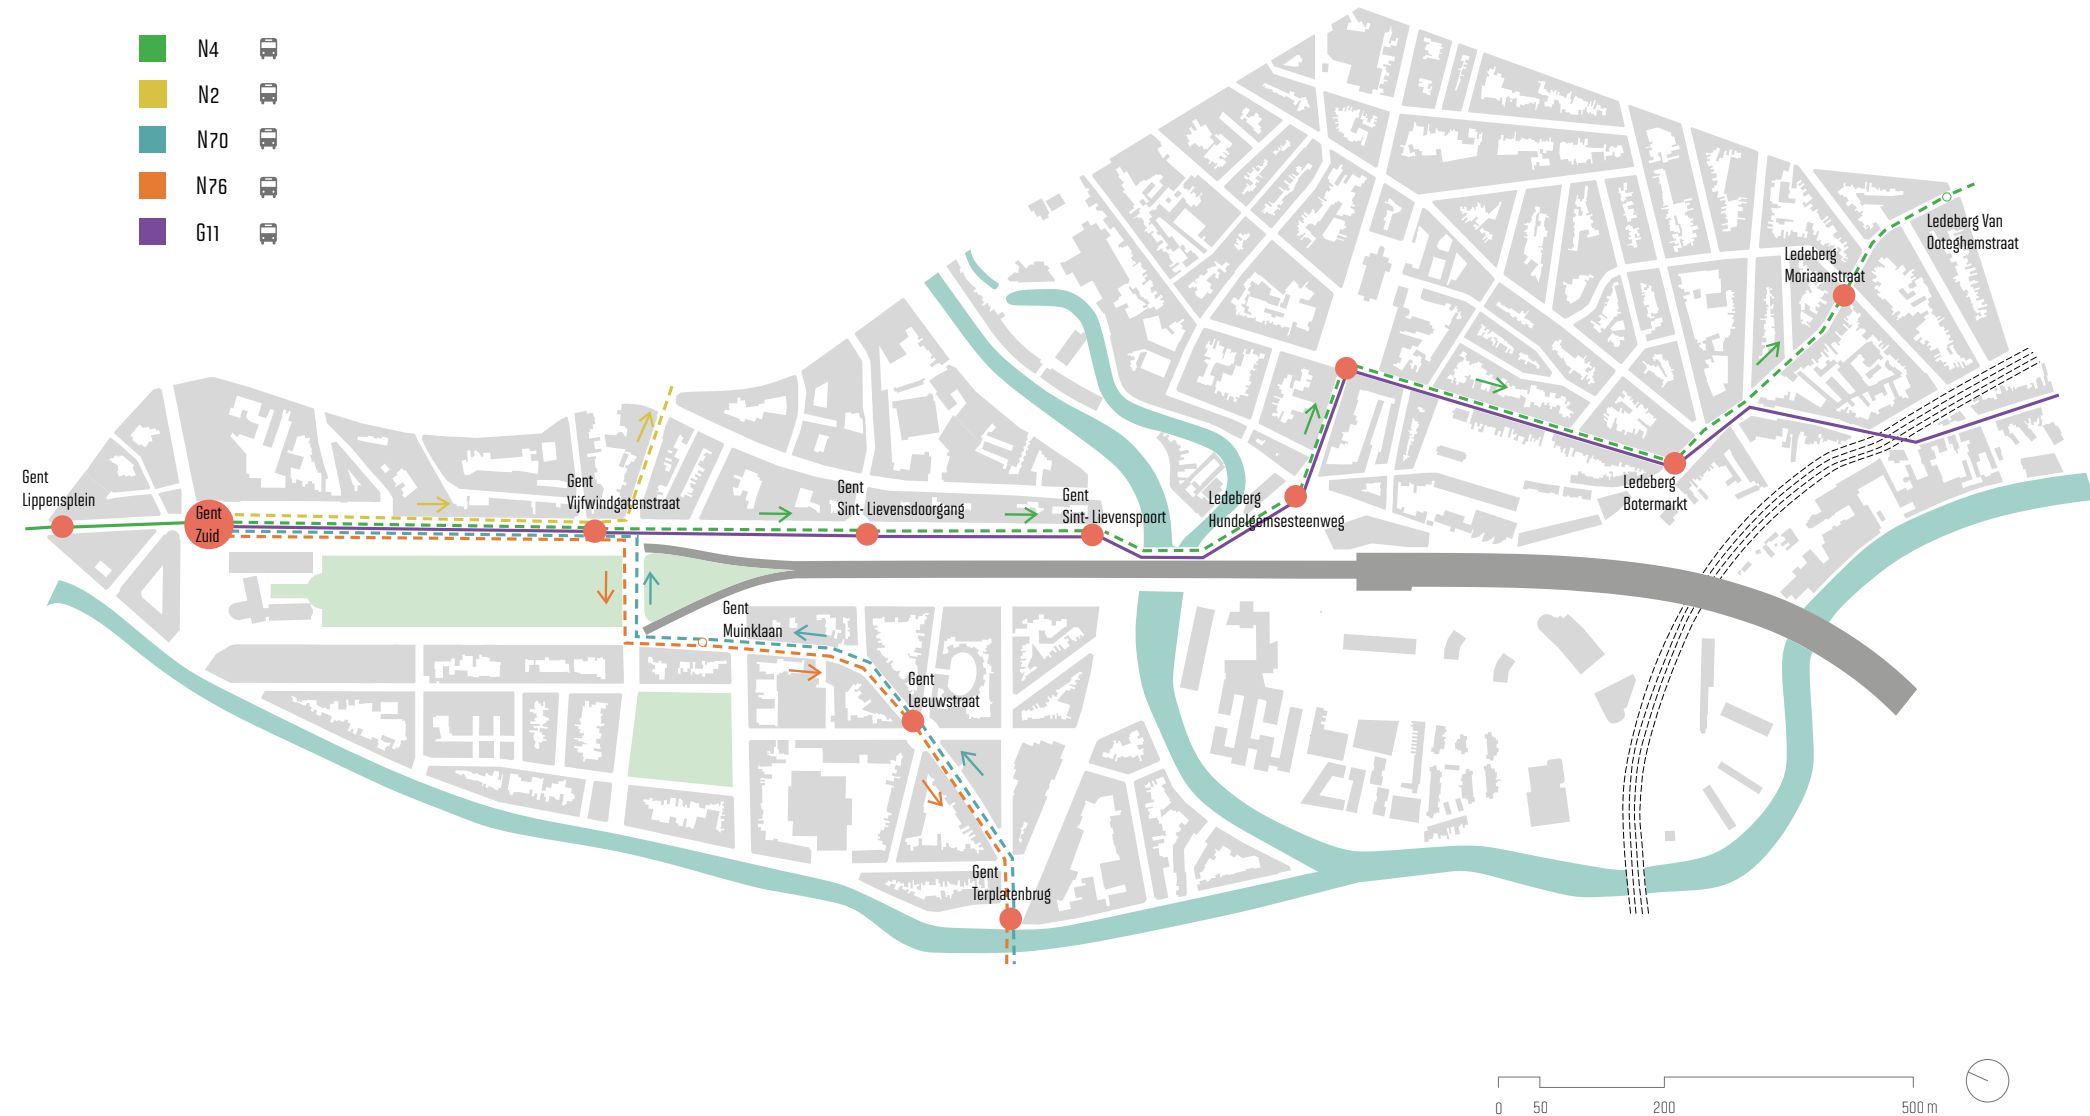 N4
N2
N70
N76
G11
Gent
Lippensplein
Gent
Zuid
Gent
Vijfwindgatenstraat
Gent
Sint- Lievensdoorgang
Gent
Sint- Lievenspoort
Ledeberg
Hundelgemsesteenweg
Ledeberg
Botermarkt
Ledeberg
Moriaanstraat
Ledeberg Van
Ooteghemstraat
Gent
Muinklaan
Gent
Leeuwstraat
Gent
Terplatenbrug
0 50 200 500 m